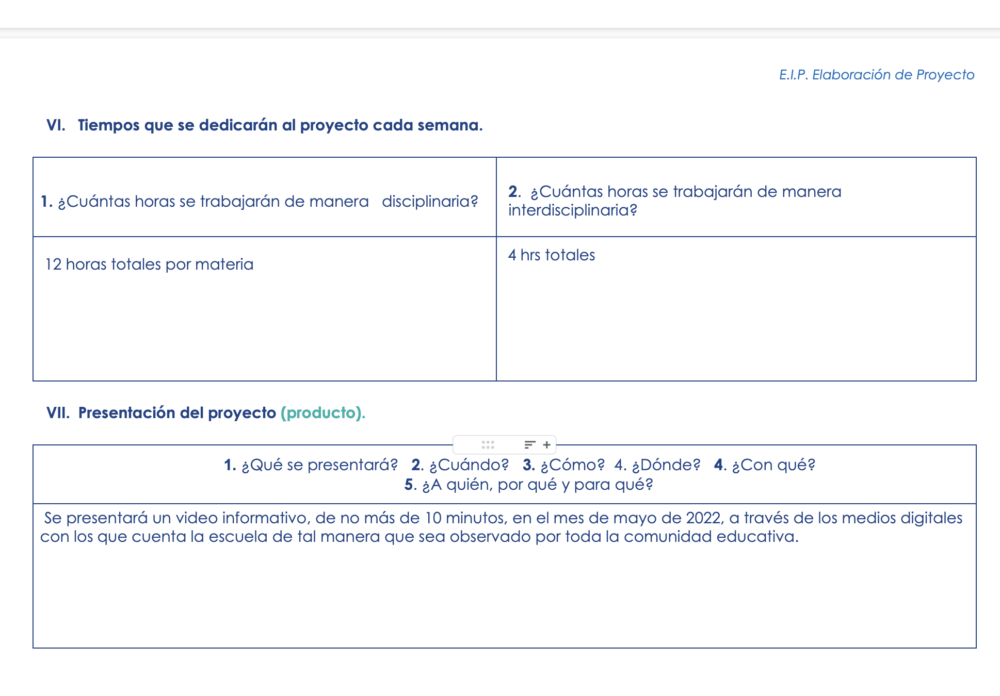 E.I.P. Elaboración de Proyecto
VI. Tiempos que se dedicarán al proyecto cada semana.
1. ¿Cuántas horas se trabajarán de manera disciplinaria?
2. ¿Cuántas horas se trabajarán de manera
interdisciplinaria?
12 horas totales por materia
4 hrs totales
VII. Presentación del proyecto (producto).
1. ¿Qué se presentará? 2. ¿Cuándo? 3. ¿Cómo? 4. ¿Dónde? 4. ¿Con qué?
5. ¿A quién, por qué y para qué?
Se presentará un video informativo, de no más de 10 minutos, en el mes de mayo de 2022, a través de los medios digitales
con los que cuenta la escuela de tal manera que sea observado por toda la comunidad educativa.